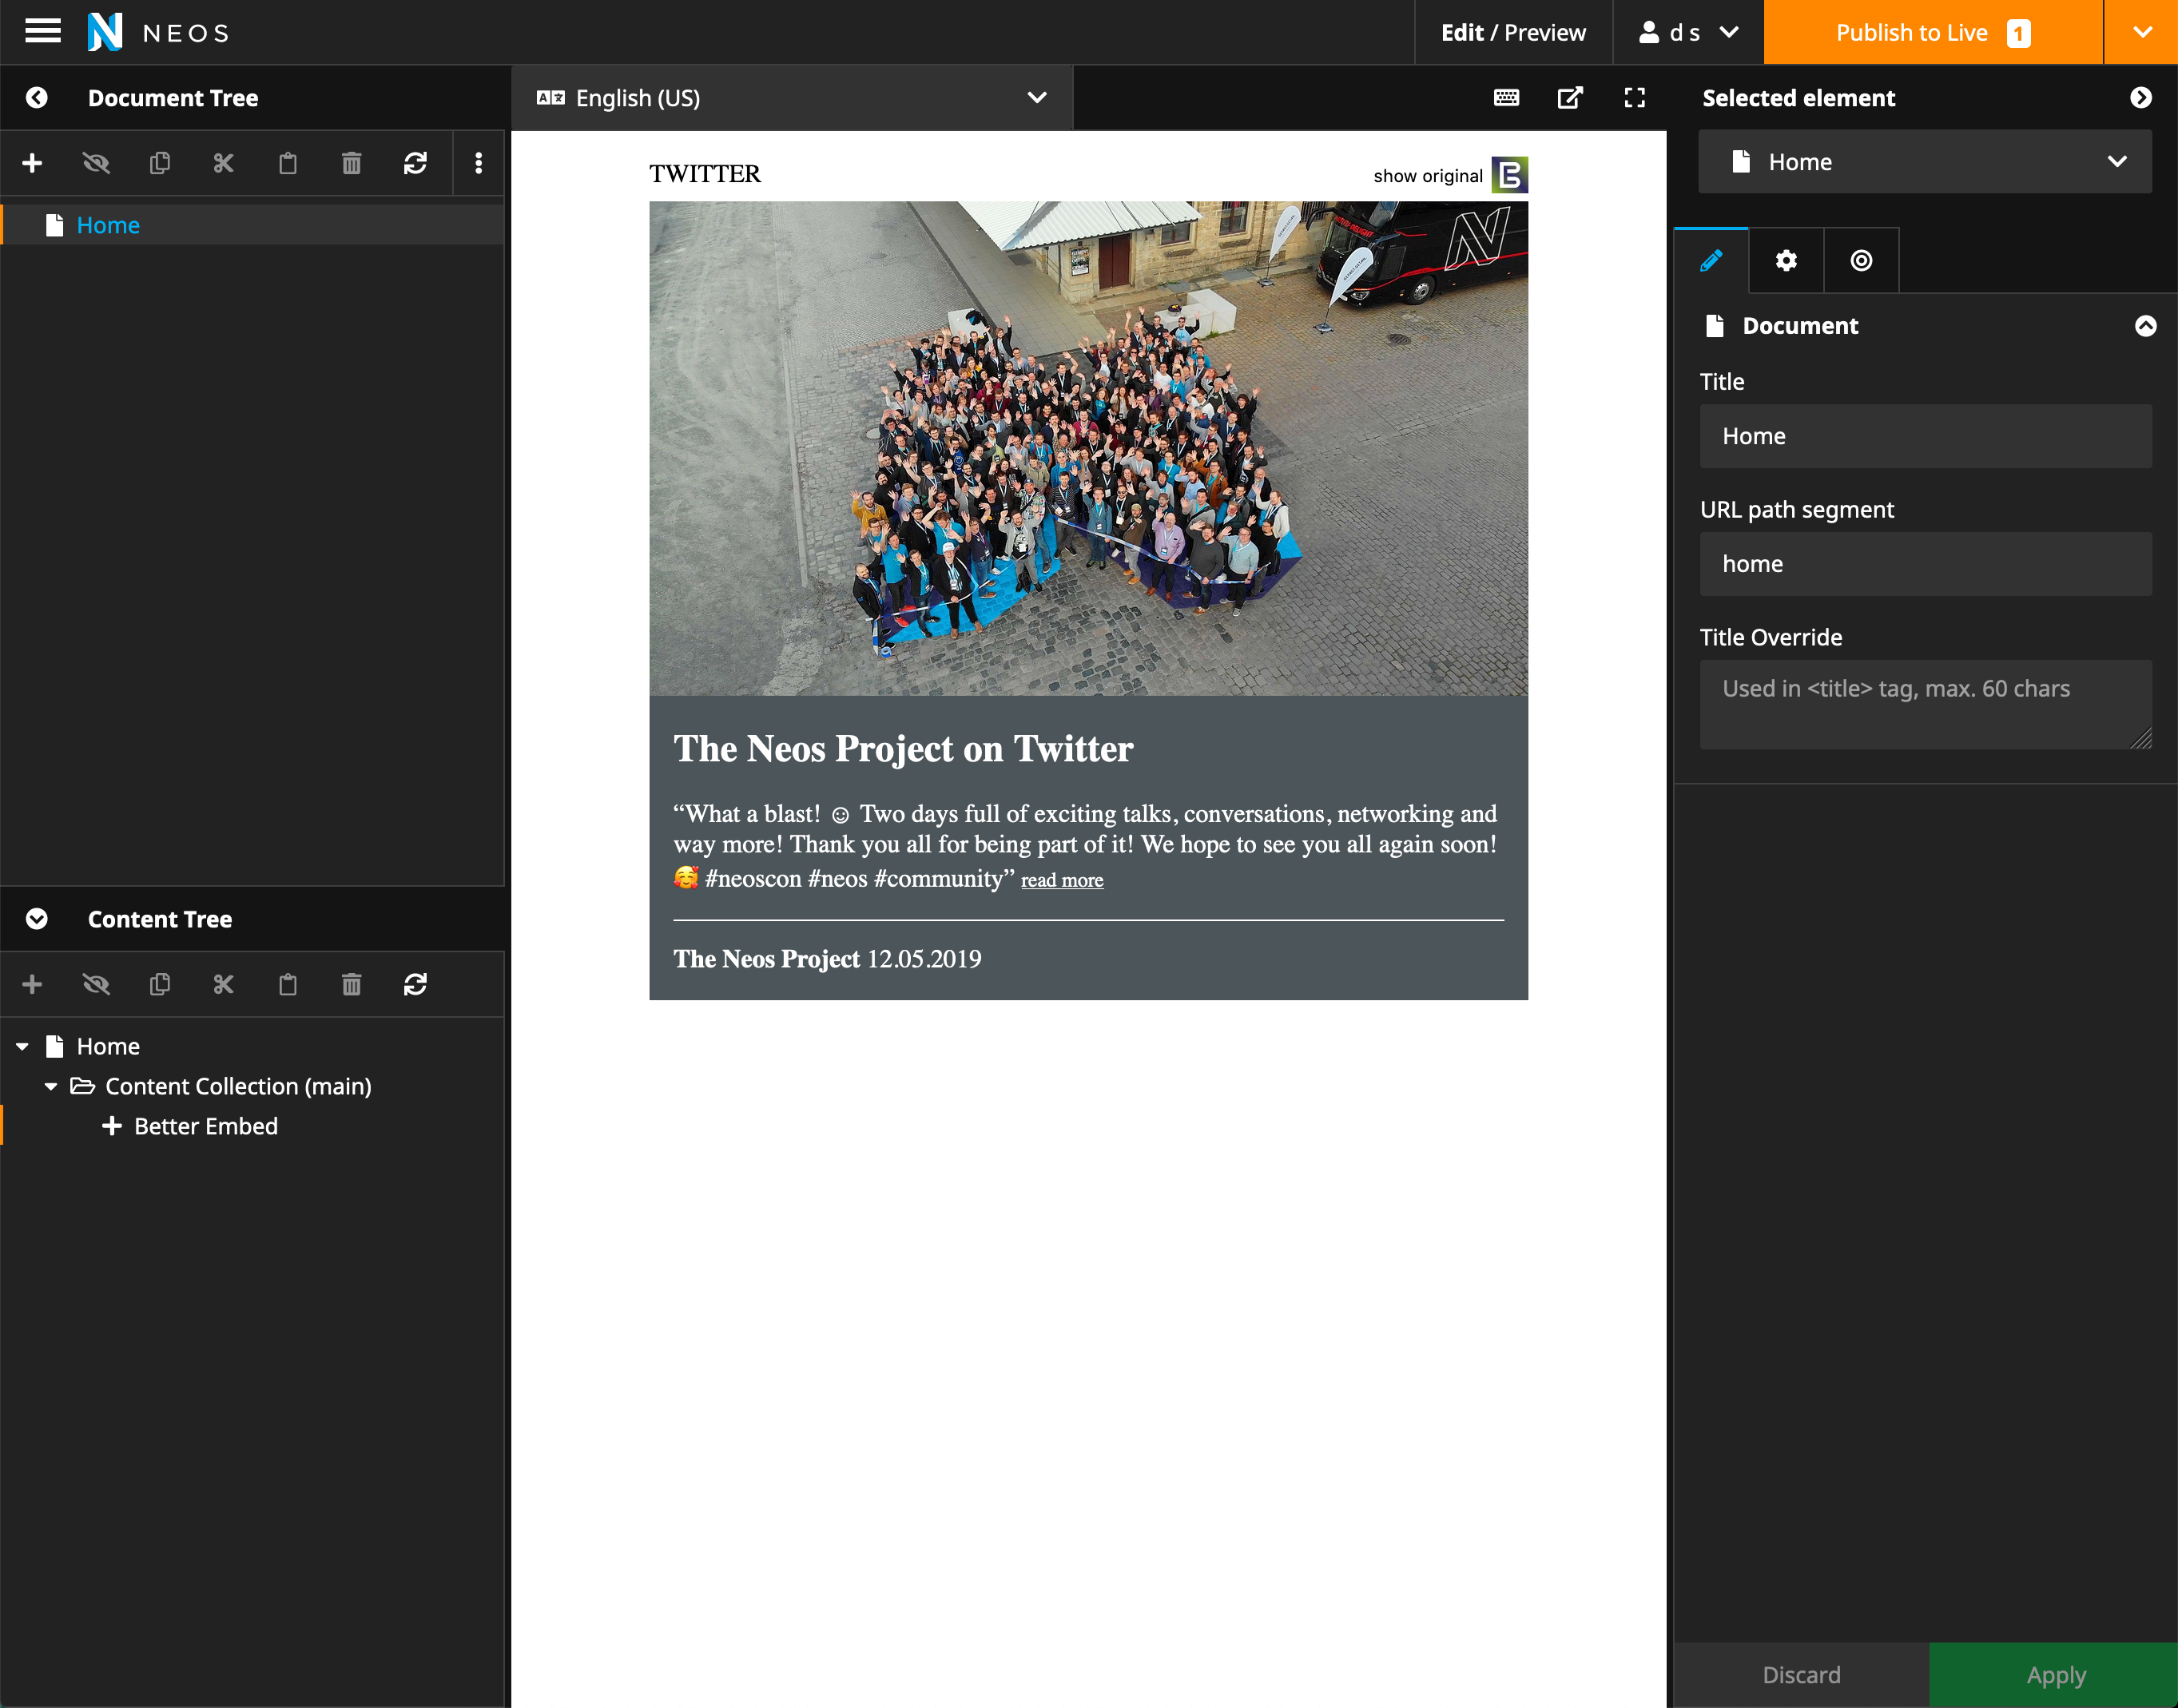 NEOS
Edit / Preview
d s
Publish to Live 1
Document Tree
English (US)
Selected element
Home
Home
TWITTER
show original
Document
Title
Home
URL path segment
home
Title Override
Used in <title> tag, max. 60 chars
The Neos Project on Twitter
“What a blast! ☺ Two days full of exciting talks, conversations, networking and
way more! Thank you all for being part of it! We hope to see you all again soon!
🥰 #neoscon #neos #community” read more
The Neos Project 12.05.2019
Content Tree
Home
Content Collection (main)
Better Embed
Discard
Apply